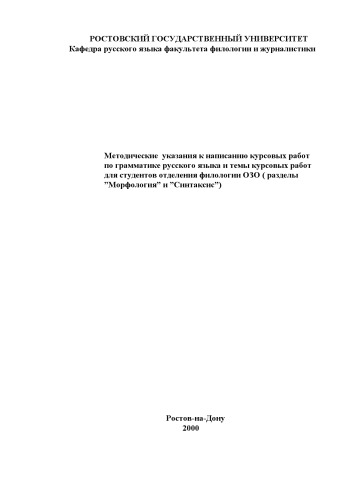 РОСТОВСКИЙ ГОСУДАРСТВЕННЫЙ УНИВЕРСИТЕТ
Кафедра русского языка факультета филологии и журналистики
Методические указания к написанию курсовых работ
по грамматике русского языка и темы курсовых работ
для студентов отделения филологии ОЗО ( разделы
"Морфология" и "Синтаксис")
Ростов-на-Дону
2000